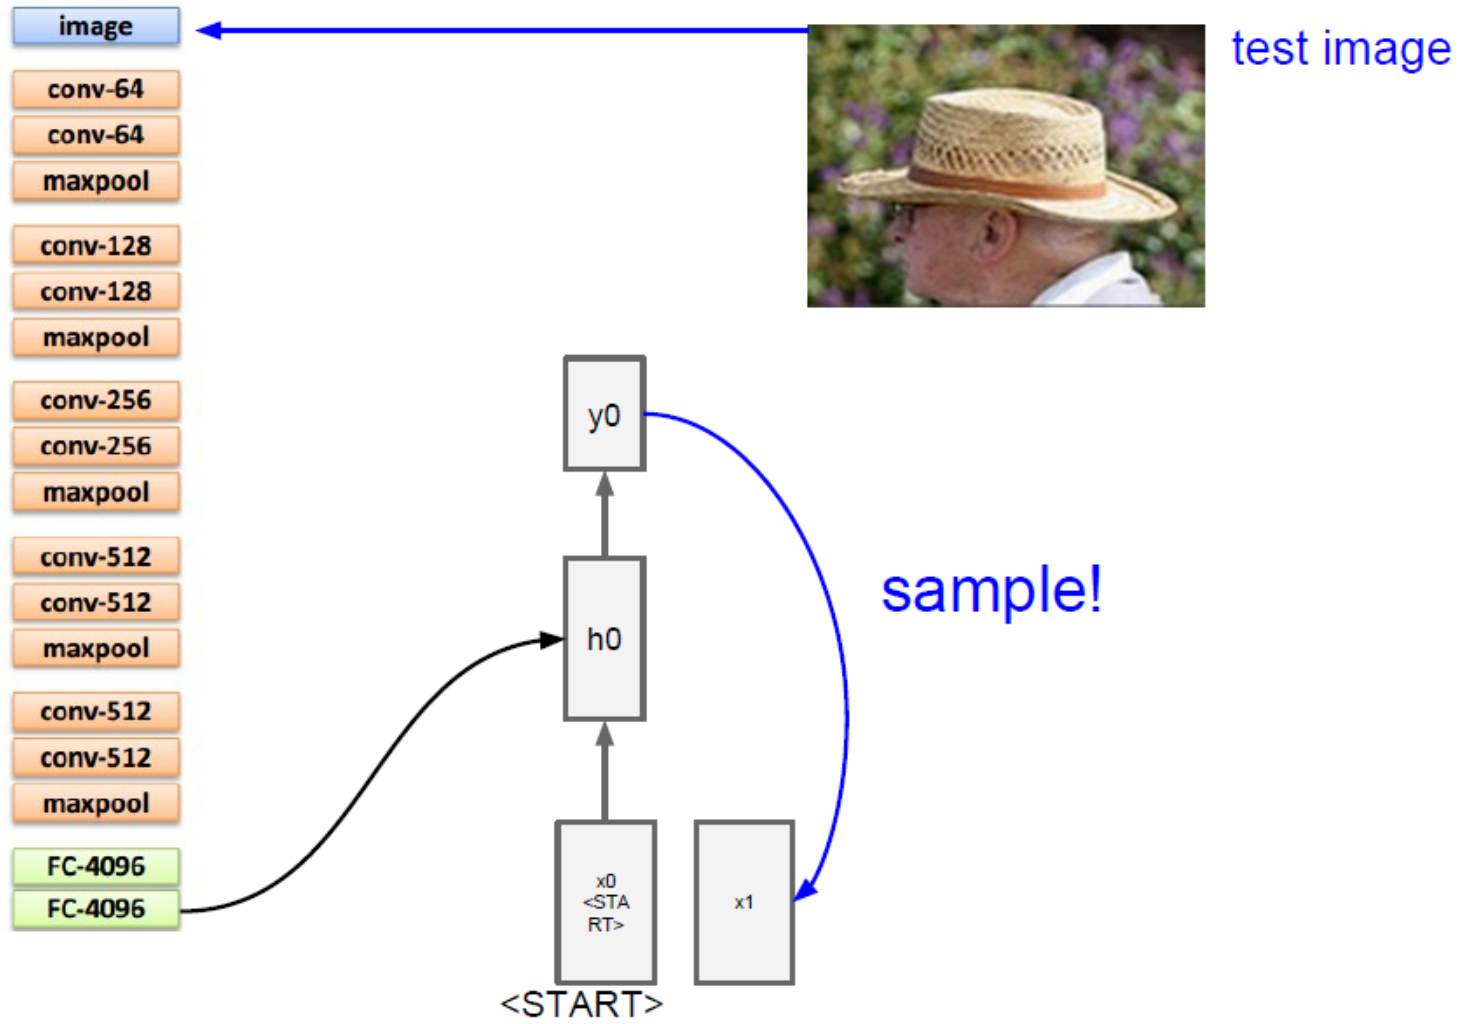 image
conv-64
conv-64
maxpool
conv-128
conv-128
maxpool
conv-256
conv-256
maxpool
conv-512
conv-512
maxpool
conv-512
conv-512
maxpool
FC-4096
FC-4096
test image
y0
sample!
h0
x0
<STA
RT>
x1
<START>